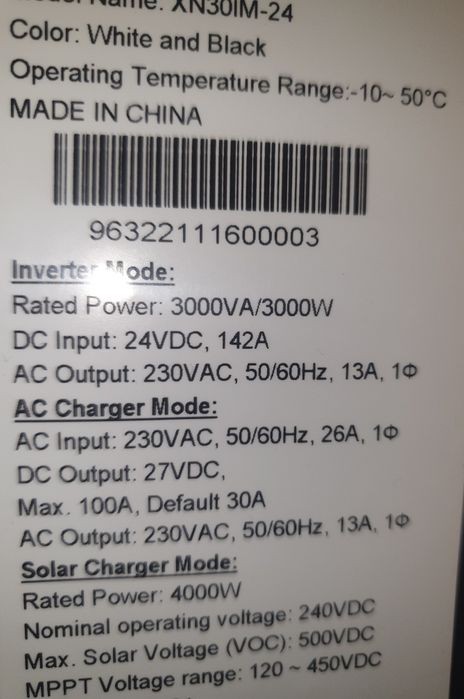 Name: XN30IM-24
Color: White and Black
Operating Temperature Range:-10~ 50°C
MADE IN CHINA
96322111600003
Inverter Mode:
Rated Power: 3000VA/3000W
DC Input: 24VDC, 142A
AC Output: 230VAC, 50/60Hz, 13A, 1Φ
AC Charger Mode:
AC Input: 230VAC, 50/60Hz, 26A, 1Φ
DC Output: 27VDC,
Max. 100A, Default 30A
AC Output: 230VAC, 50/60Hz, 13A, 1Φ
Solar Charger Mode:
Rated Power: 4000W
Nominal operating voltage: 240VDC
Max. Solar Voltage (VOC): 500VDC
MPPT Voltage range: 120 ~ 450VDC